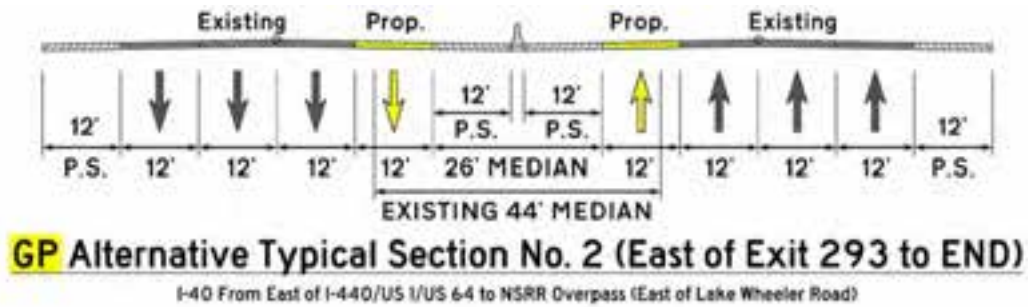 Existing Prop. Prop. Existing
12' 12'
12' P.S. P.S. 12'
P.S. 12' 12' 12' 12' 26' MEDIAN 12' 12' 12' 12' P.S.
EXISTING 44' MEDIAN
GP Alternative Typical Section No. 2 (East of Exit 293 to END)
I-40 From East of I-440/US 1/US 64 to NSRR Overpass (East of Lake Wheeler Road)